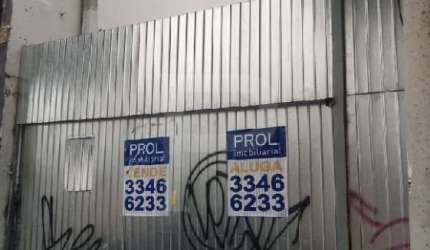 PROL
imobiliária!
VENDE
3346
6233
PROL
imobiliária!
ALUGA
3346
6233